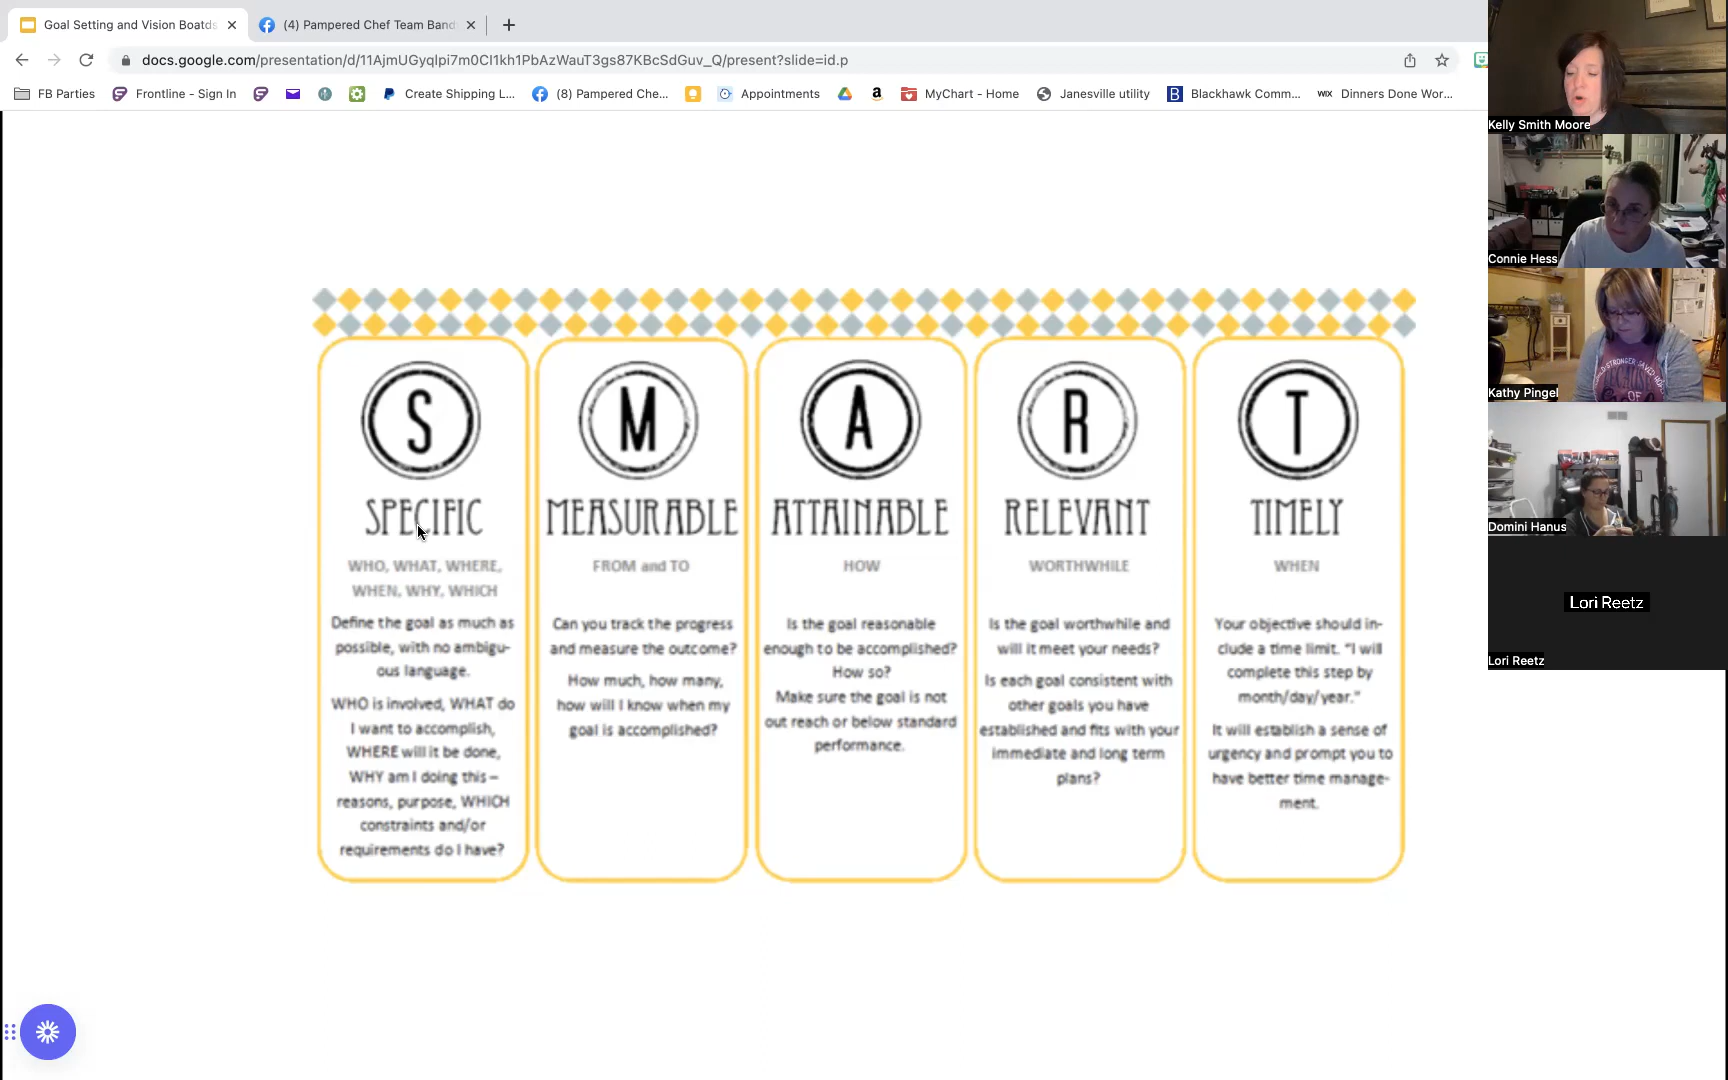 Goal Setting and Vision Boards
(4) Pampered Chef Team Band
docs.google.com/presentation/d/11AjmUGyqIpi7m0CI1kh1PbAzWauT3gs87KBcSdGuv_Q/present?slide=id.p
FB Parties
Frontline - Sign In
Create Shipping L...
(8) Pampered Che...
Appointments
MyChart - Home
Janesville utility
B
Blackhawk Comm...
WIX
Dinners Done Wor...
S
SPECIFIC
WHO, WHAT, WHERE,
WHEN, WHY, WHICH
Define the goal as much as
possible, with no ambigu-
ous language.
WHO is involved, WHAT do
I want to accomplish,
WHERE will it be done,
WHY am I doing this –
reasons, purpose, WHICH
constraints and/or
requirements do I have?
M
MEASURABLE
FROM and TO
Can you track the progress
and measure the outcome?
How much, how many,
how will I know when my
goal is accomplished?
A
ATTAINABLE
HOW
Is the goal reasonable
enough to be accomplished?
How so?
Make sure the goal is not
out reach or below standard
performance.
R
RELEVANT
WORTHWHILE
Is the goal worthwhile and
will it meet your needs?
Is each goal consistent with
other goals you have
established and fits with your
immediate and long term
plans?
T
TIMELY
WHEN
Your objective should in-
clude a time limit. “I will
complete this step by
month/day/year.”
It will establish a sense of
urgency and prompt you to
have better time manage-
ment.
Kelly Smith Moore
Connie Hess
STRONGER SAVED
OF
Kathy Pingel
Domini Hanus
Lori Reetz
Lori Reetz